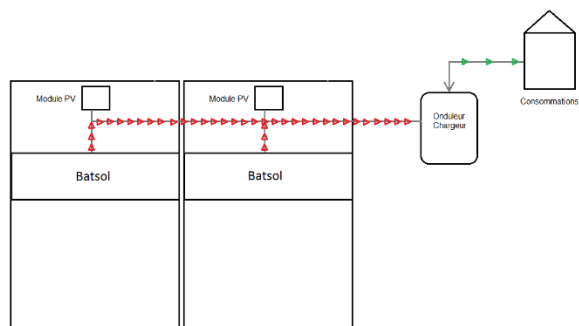 Module PV
Module PV
Onduleur
Chargeur
Consommations
Batsol
Batsol